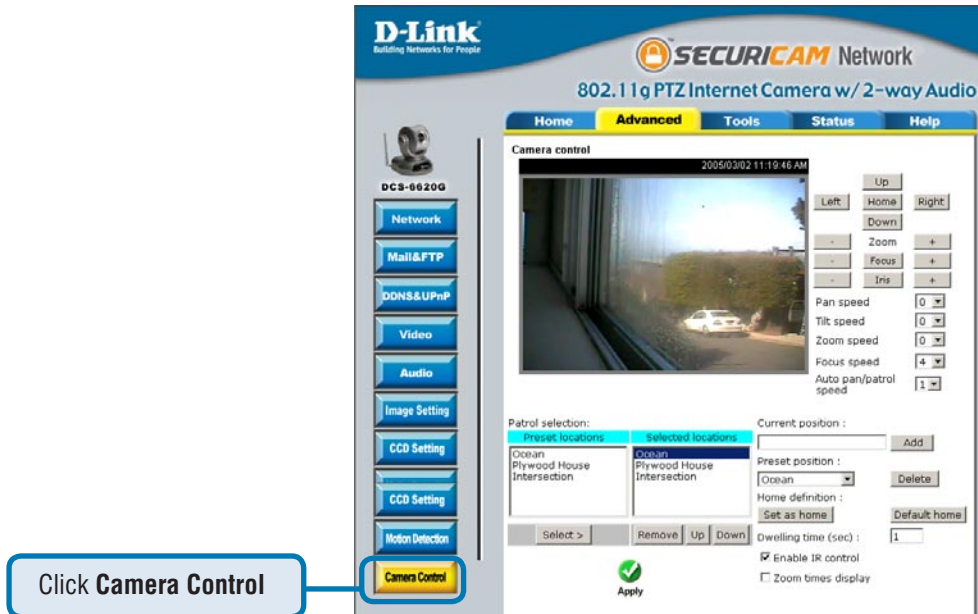 D-Link
Building Networks for People
SECURICAM Network
802.11g PTZ Internet Camera w/ 2-way Audio
Home
Advanced
Tools
Status
Help
DCS-6620G
Network
Mail&FTP
DDNS&UPnP
Video
Audio
Image Setting
CCD Setting
CCD Setting
Motion Detection
Camera Control
Click Camera Control
Camera control
2005/03/02 11:19:46 AM
Up
Left Home Right
Down
- Zoom +
- Focus +
- Iris +
Pan speed 0
Tilt speed 0
Zoom speed 0
Focus speed 4
Auto pan/patrol
speed 1
Patrol selection:
Preset locations
Ocean
Plywood House
Intersection
Select >
Selected locations
Ocean
Plywood House
Intersection
Remove Up Down
Apply
Current position :
Add
Preset position :
Ocean Delete
Home definition :
Set as home Default home
Dwelling time (sec) : 1
Enable IR control
Zoom times display